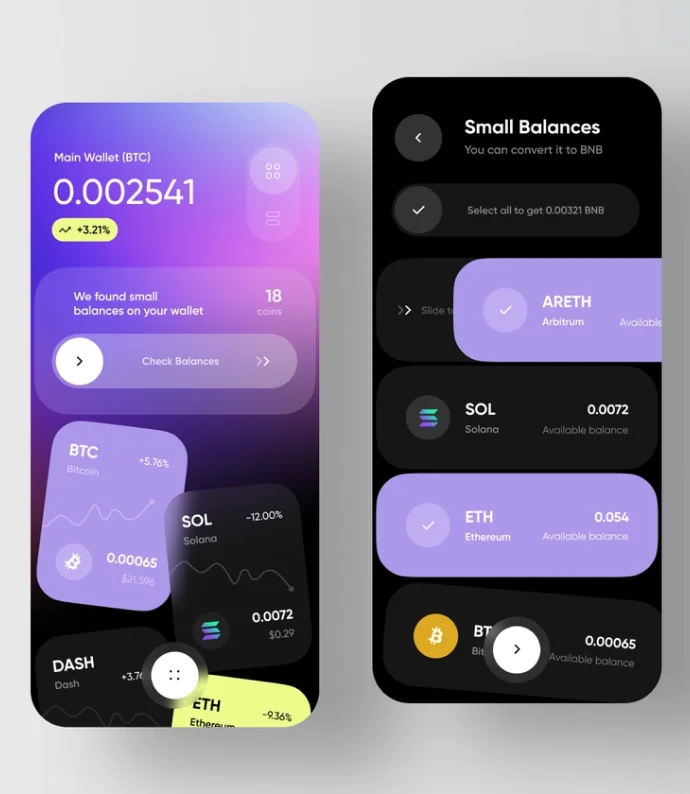 Main Wallet (BTC)
0.002541
+3.21%
We found small
balances on your wallet
18
coins
Check Balances
BTC
Bitcoin
+5.76%
0.00065
$21.596
SOL
Solana
-12.00%
0.0072
$0.29
DASH
Dash
+3.7
ETH
Ethereum
-9.36%
Small Balances
You can convert it to BNB
Select all to get 0.00321 BNB
Slide t
ARETH
Arbitrum
Available
SOL
Solana
0.0072
Available balance
ETH
Ethereum
0.054
Available balance
BT
Bit
0.00065
Available balance